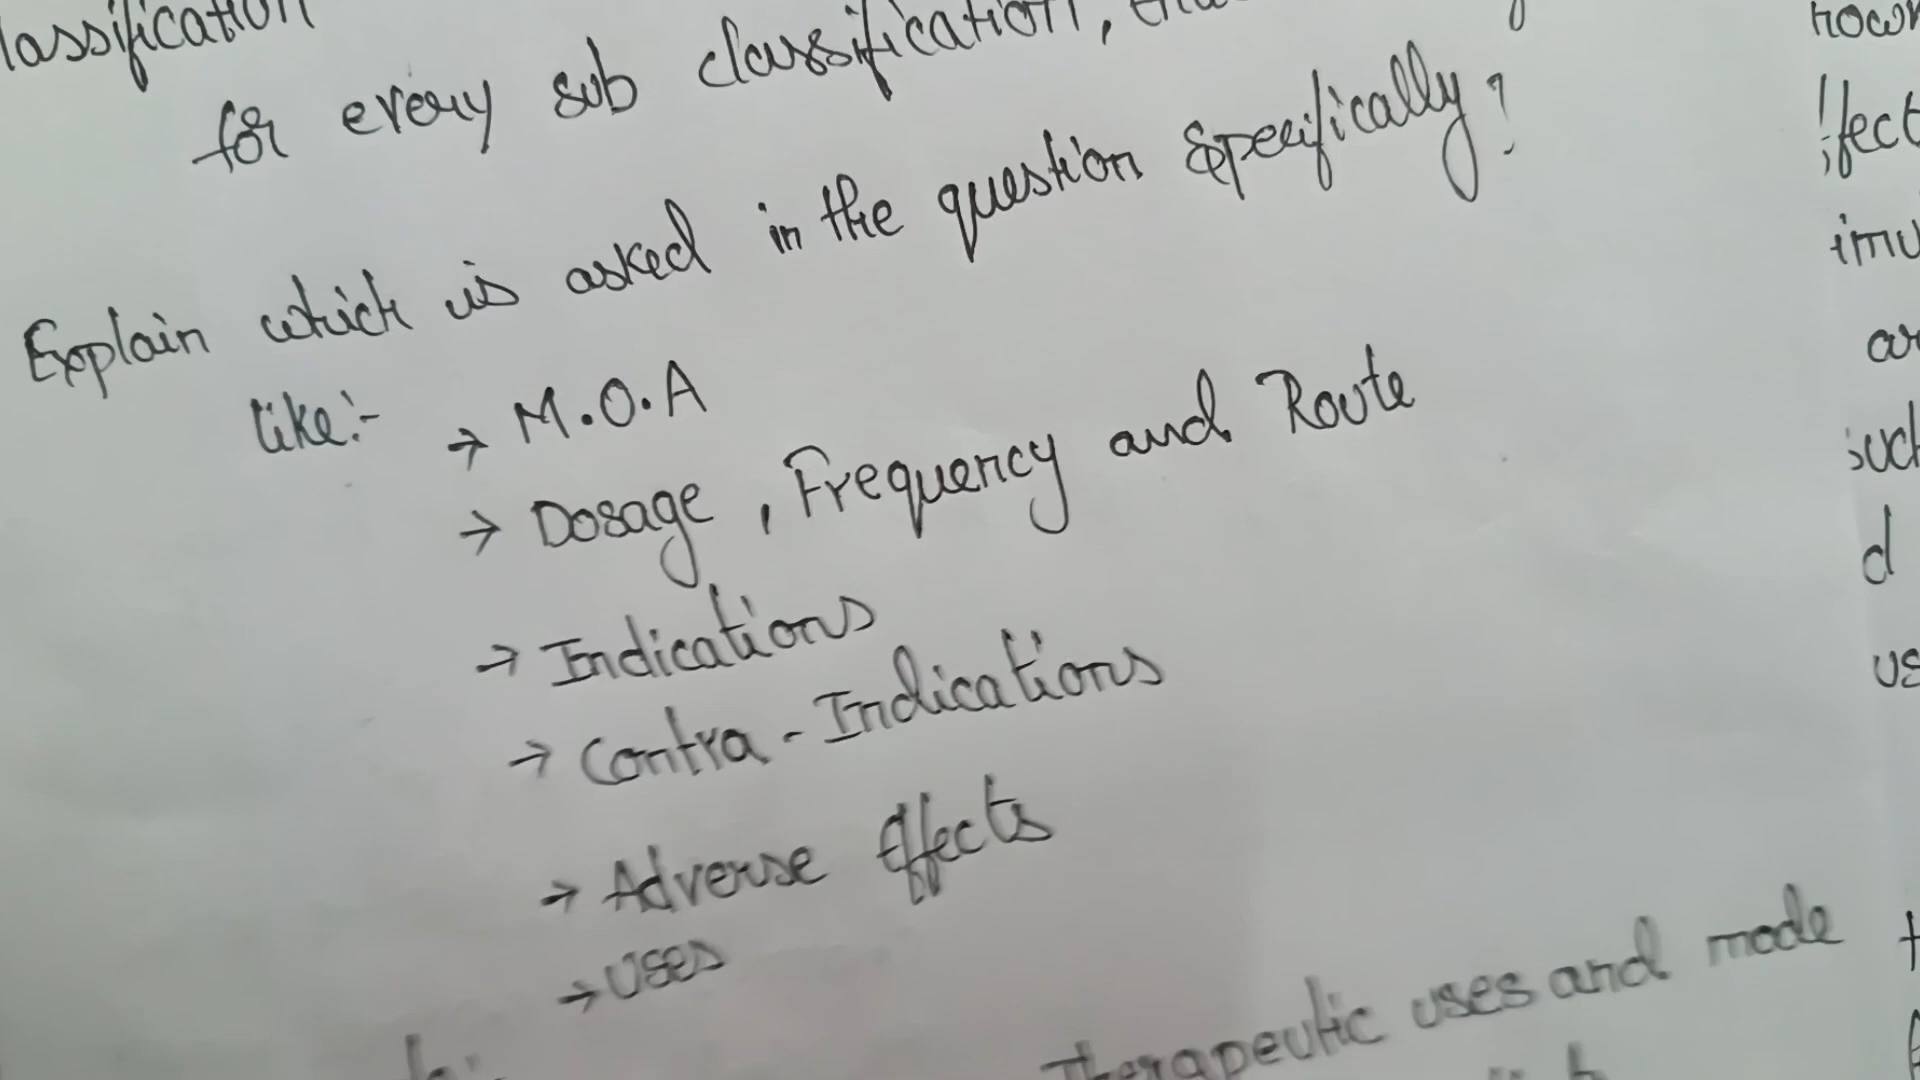 lassification
for every sub classification,
Explain which is asked in the question specifically?
like:- → M.O.A
→ Dosage, Frequency and Route
→ Indications
→ Contra-Indications
→ Adverse Effects
→ Uses
Therapeutic uses and mode